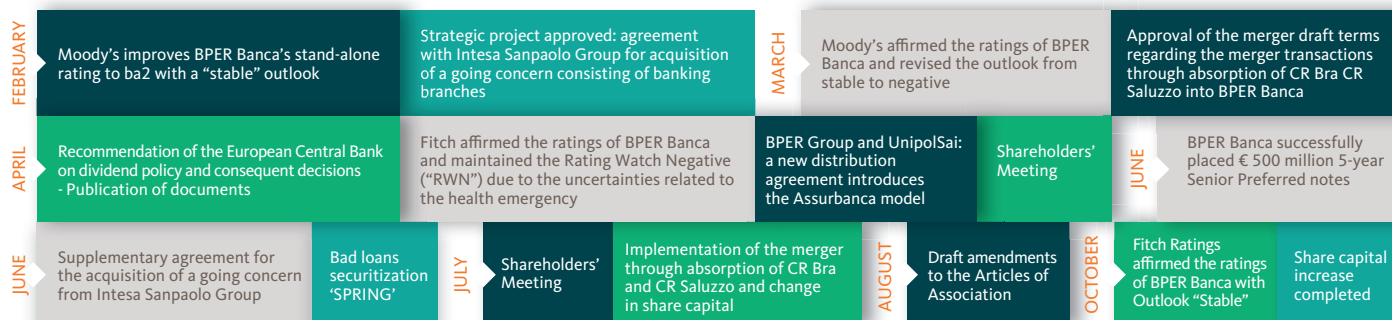 FEBRUARY
Moody’s improves BPER Banca’s stand-alone
rating to ba2 with a “stable” outlook
Strategic project approved: agreement
with Intesa Sanpaolo Group for acquisition
of a going concern consisting of banking
branches
MARCH
Moody’s affirmed the ratings of BPER
Banca and revised the outlook from
stable to negative
Approval of the merger draft terms
regarding the merger transactions
through absorption of CR Bra CR
Saluzzo into BPER Banca
APRIL
Recommendation of the European Central Bank
on dividend policy and consequent decisions
- Publication of documents
Fitch affirmed the ratings of BPER Banca
and maintained the Rating Watch Negative
(“RWN”) due to the uncertainties related to
the health emergency
BPER Group and UnipolSai:
a new distribution
agreement introduces
the Assurbanca model
Shareholders’
Meeting
JUNE
BPER Banca successfully
placed € 500 million 5-year
Senior Preferred notes
JUNE
Supplementary agreement for
the acquisition of a going concern
from Intesa Sanpaolo Group
Bad loans
securitization
‘SPRING’
JULY
Shareholders’
Meeting
Implementation of the merger
through absorption of CR Bra
and CR Saluzzo and change
in share capital
AUGUST
Draft amendments
to the Articles of
Association
OCTOBER
Fitch Ratings
affirmed the ratings
of BPER Banca with
Outlook “Stable”
Share capital
increase
completed